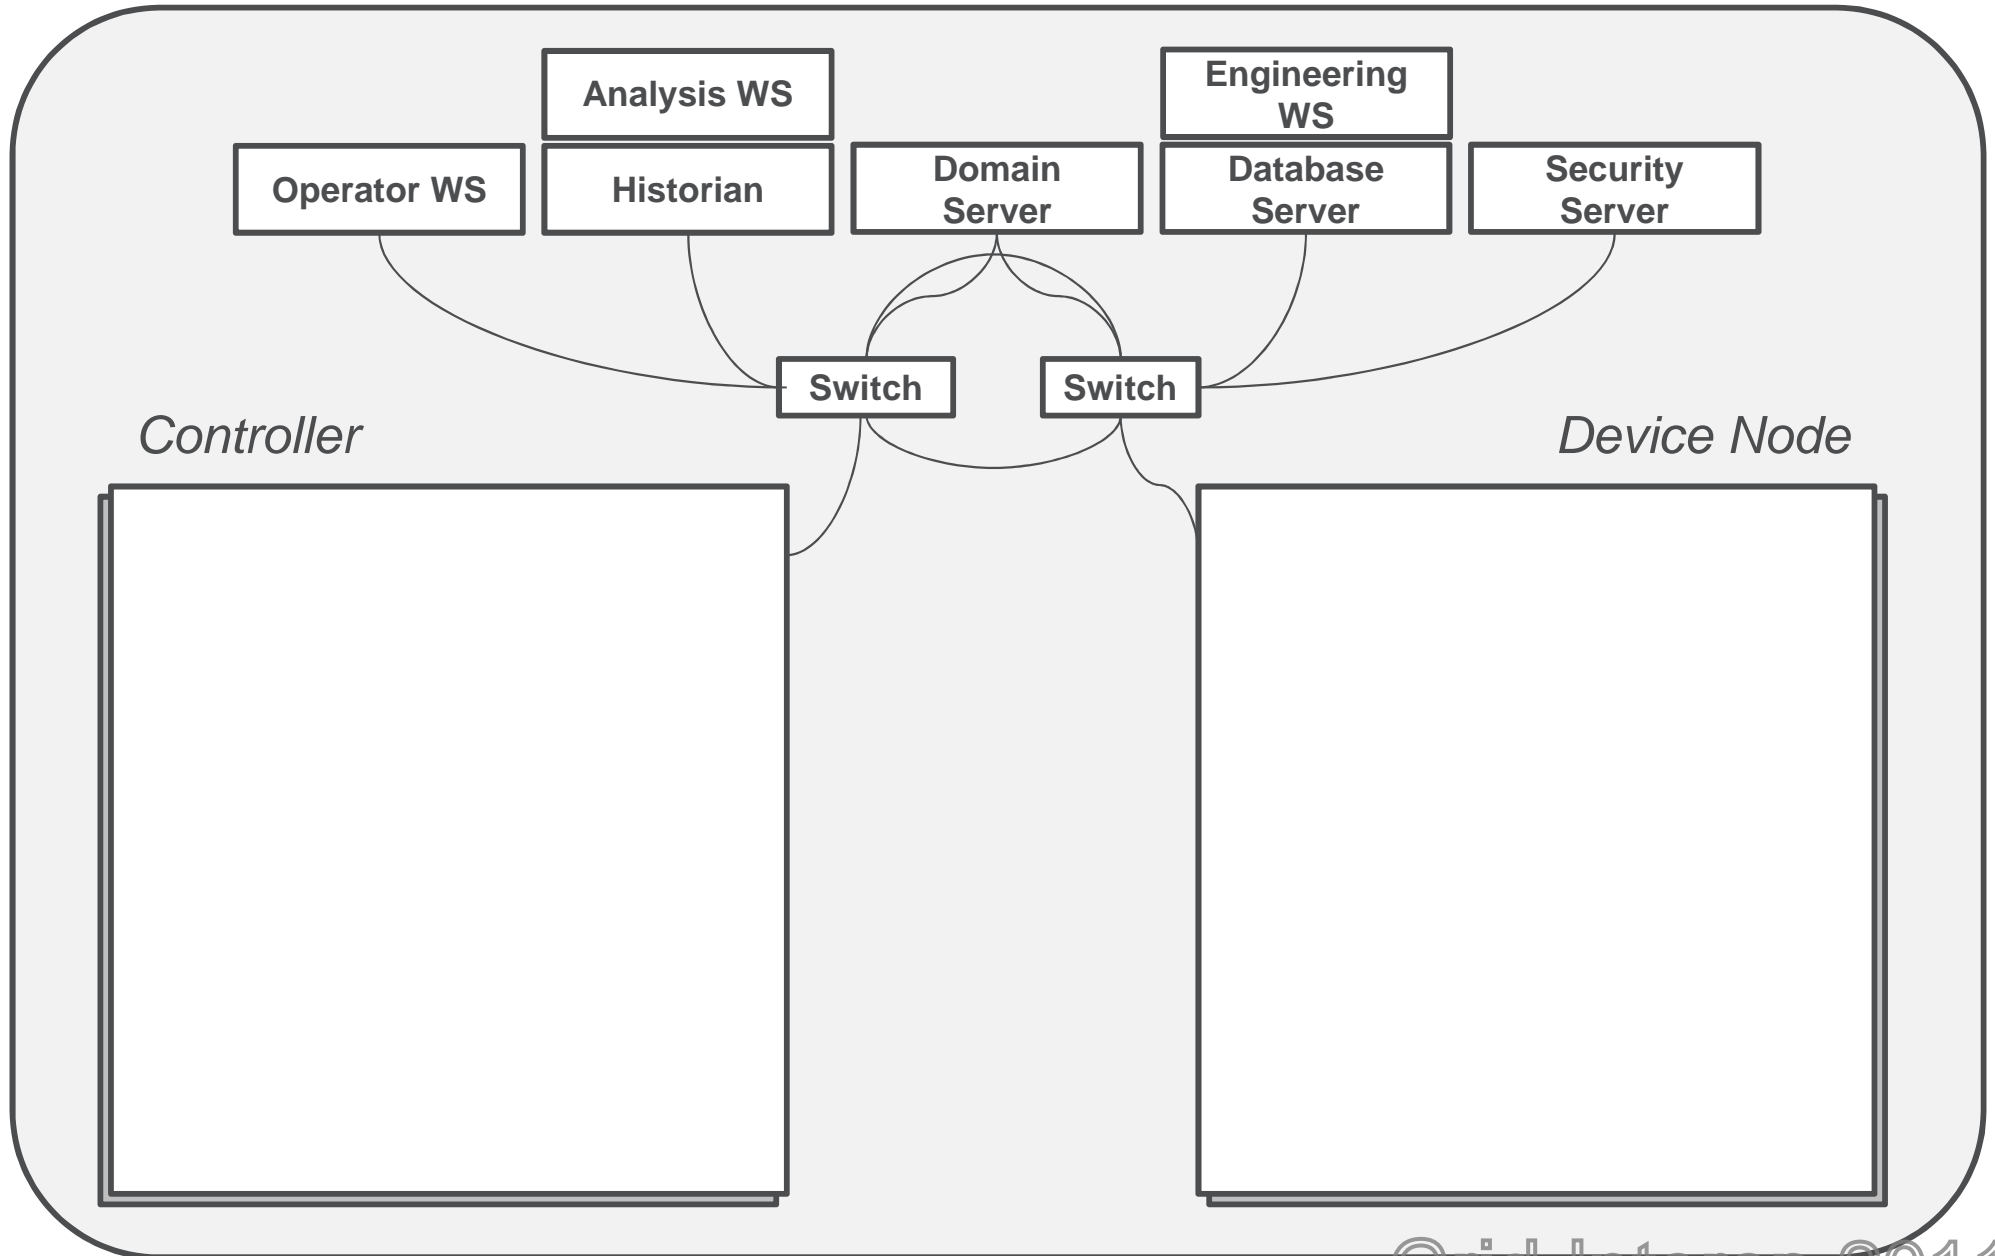 Analysis WS
Engineering
WS
Operator WS
Historian
Domain
Server
Database
Server
Security
Server
Switch
Switch
Controller
Device Node